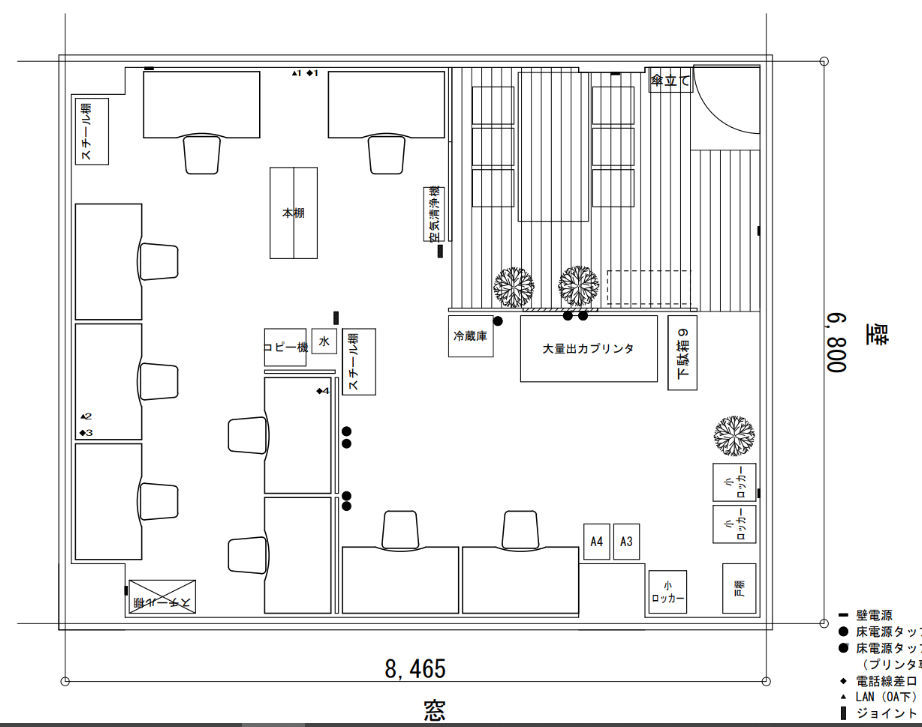 ▲1 ◆1
傘立て
スチール棚
本棚
空気清浄機
コピー機
水
スチール棚
冷蔵庫
大量出力プリンタ
下駄箱9
6,800
壁
◆4
▲2
◆3
小
ロッカー
小
ロッカー
A4
A3
スチール棚
小
ロッカー
戸棚
8,465
窓
壁電源
床電源タップ
床電源タップ
(プリンタ専
電話線差口
LAN (OA下)
ジョイント